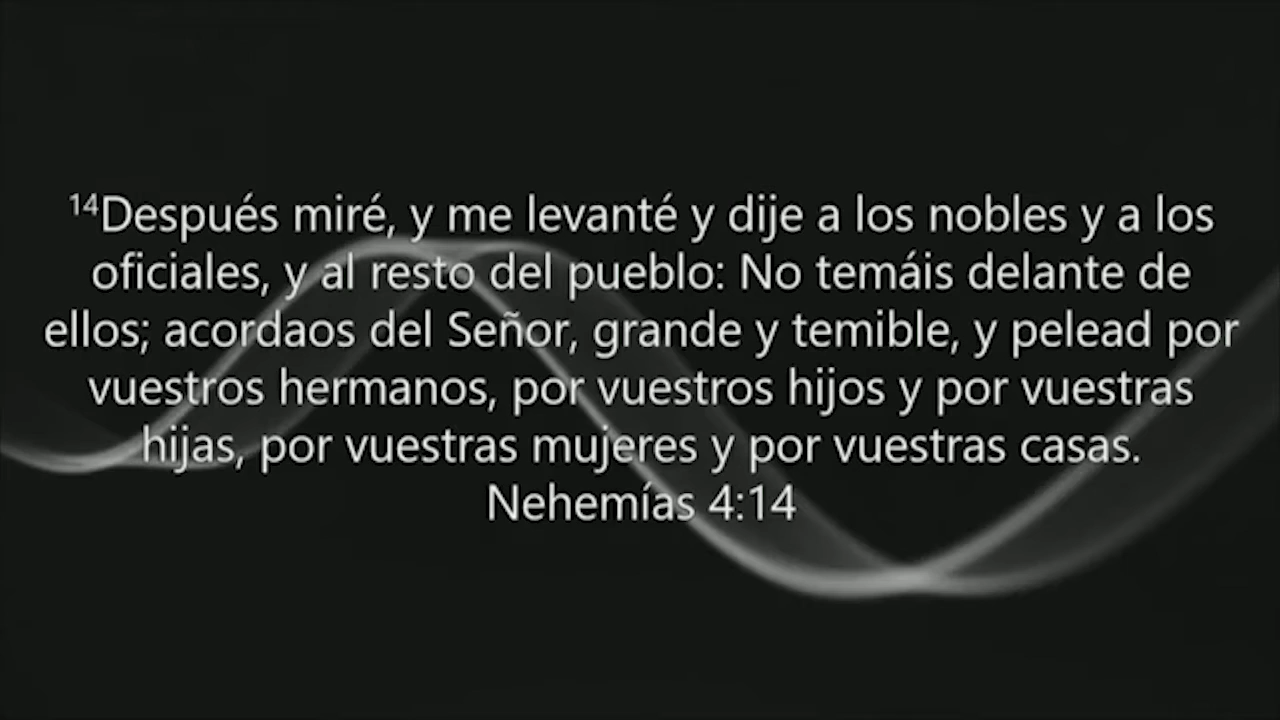 ¹⁴Después miré, y me levanté y dije a los nobles y a los
oficiales, y al resto del pueblo: No temáis delante de
ellos; acordaos del Señor, grande y temible, y pelead por
vuestros hermanos, por vuestros hijos y por vuestras
hijas, por vuestras mujeres y por vuestras casas.
Nehemías 4:14